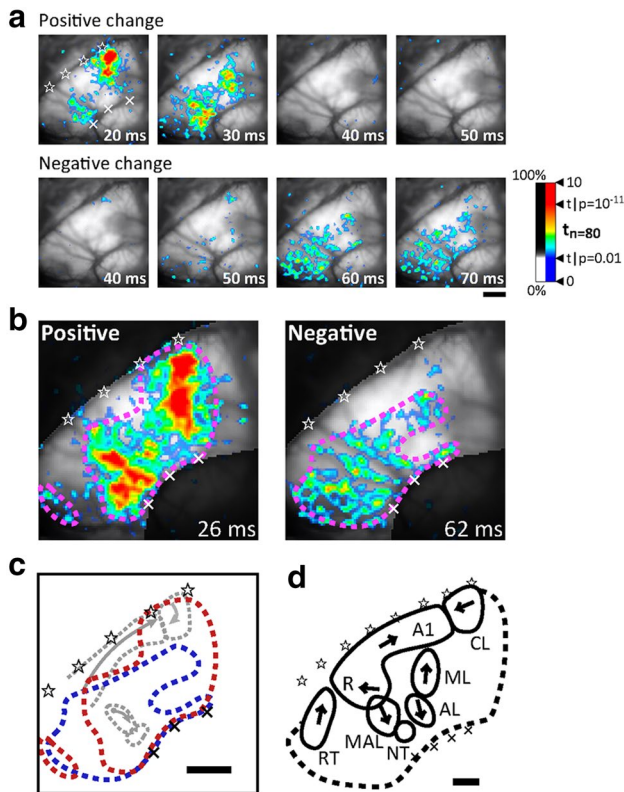 a
Positive change
20 ms
30 ms
40 ms
50 ms
Negative change
40 ms
50 ms
60 ms
70 ms
100%
0%
10
t|p=10⁻¹¹
tn=80
t|p=0.01
0
b
Positive
26 ms
Negative
62 ms
c
d
A1
CL
R
ML
AL
MAL
NT
RT